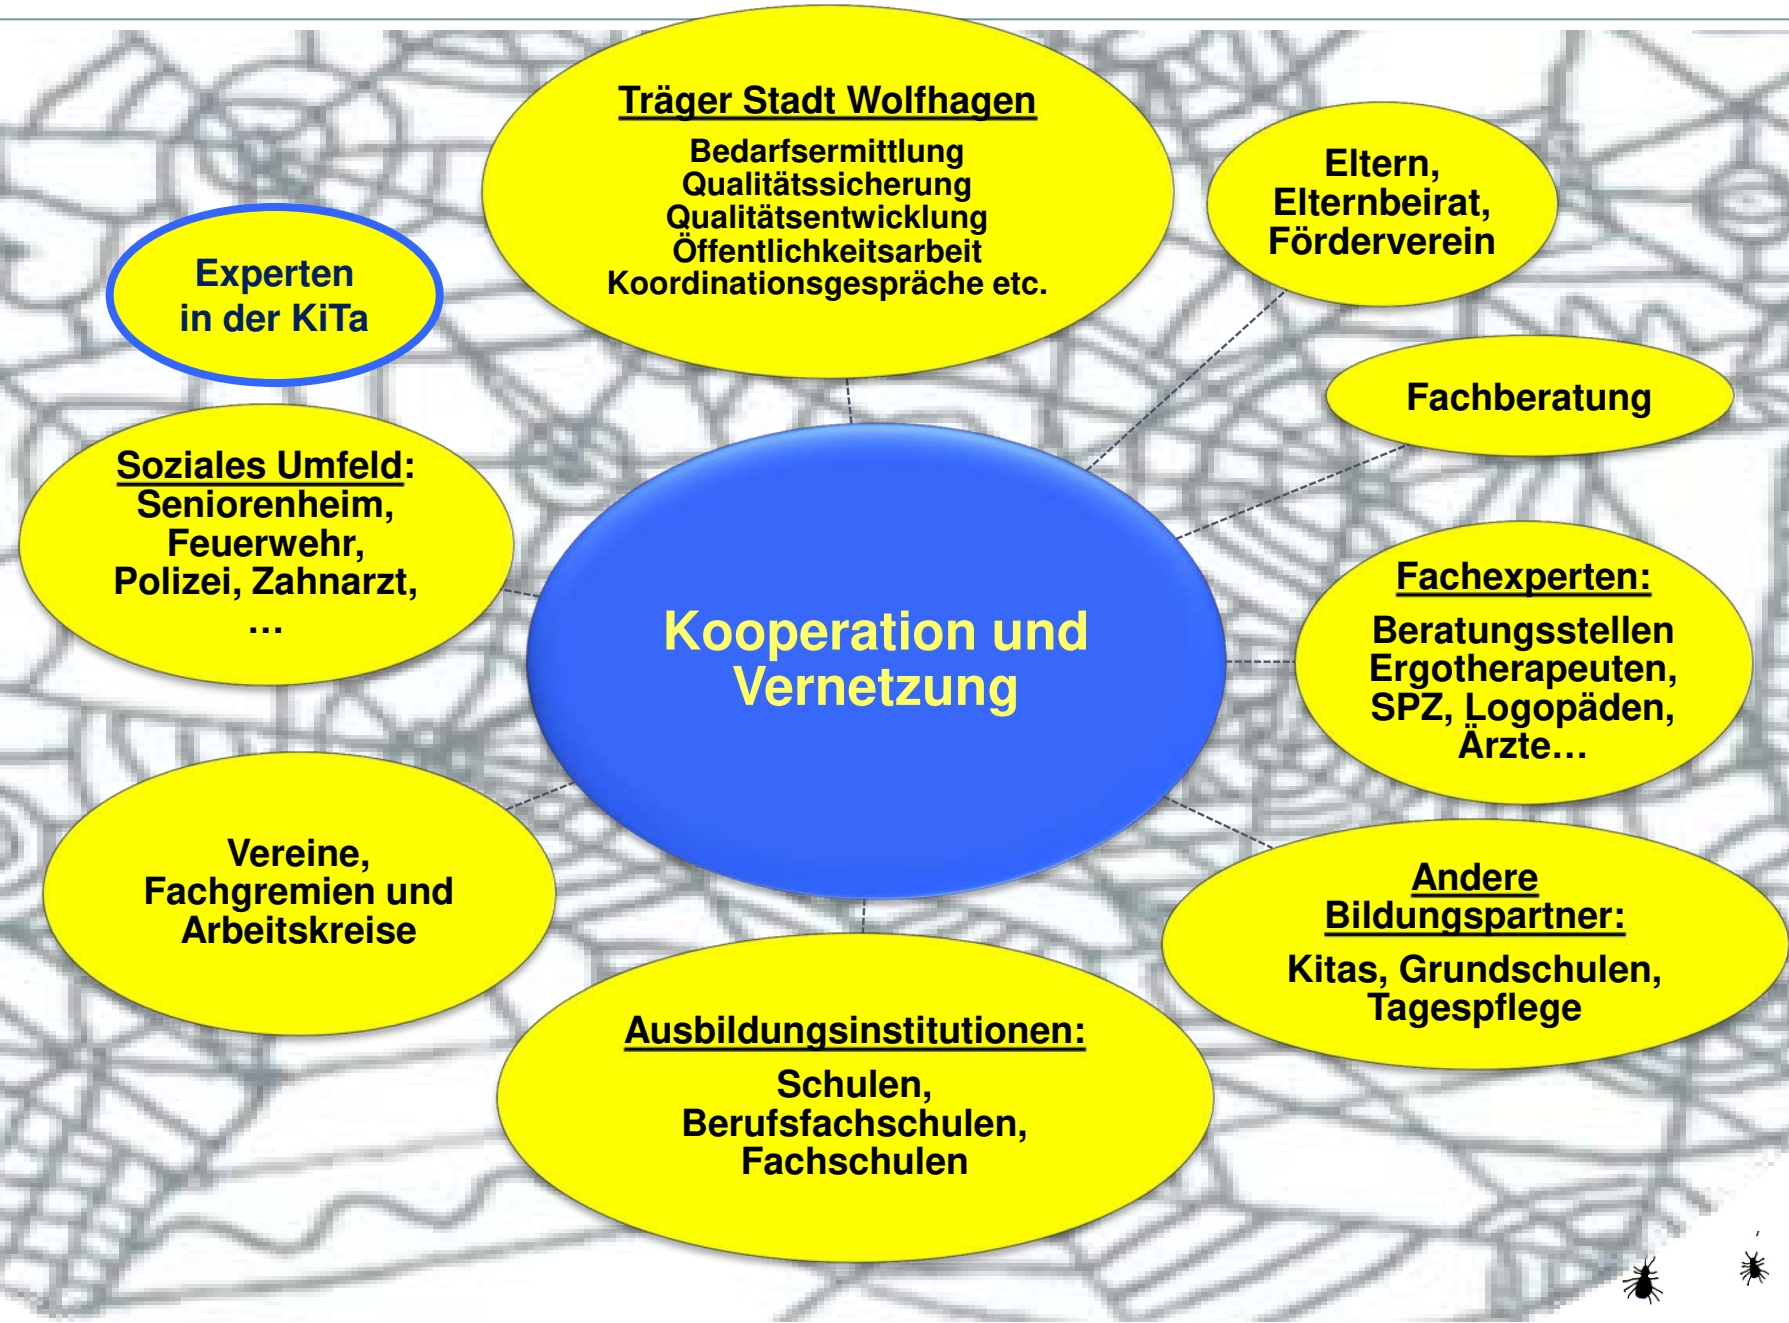 Träger Stadt Wolfhagen
Bedarfsermittlung
Qualitätssicherung
Qualitätsentwicklung
Öffentlichkeitsarbeit
Koordinationsgespräche etc.
Eltern,
Elternbeirat,
Förderverein
Experten
in der KiTa
Fachberatung
Soziales Umfeld:
Seniorenheim,
Feuerwehr,
Polizei, Zahnarzt,
…
Kooperation und
Vernetzung
Fachexperten:
Beratungsstellen
Ergotherapeuten,
SPZ, Logopäden,
Ärzte…
Vereine,
Fachgremien und
Arbeitskreise
Andere
Bildungspartner:
Kitas, Grundschulen,
Tagespflege
Ausbildungsinstitutionen:
Schulen,
Berufsfachschulen,
Fachschulen